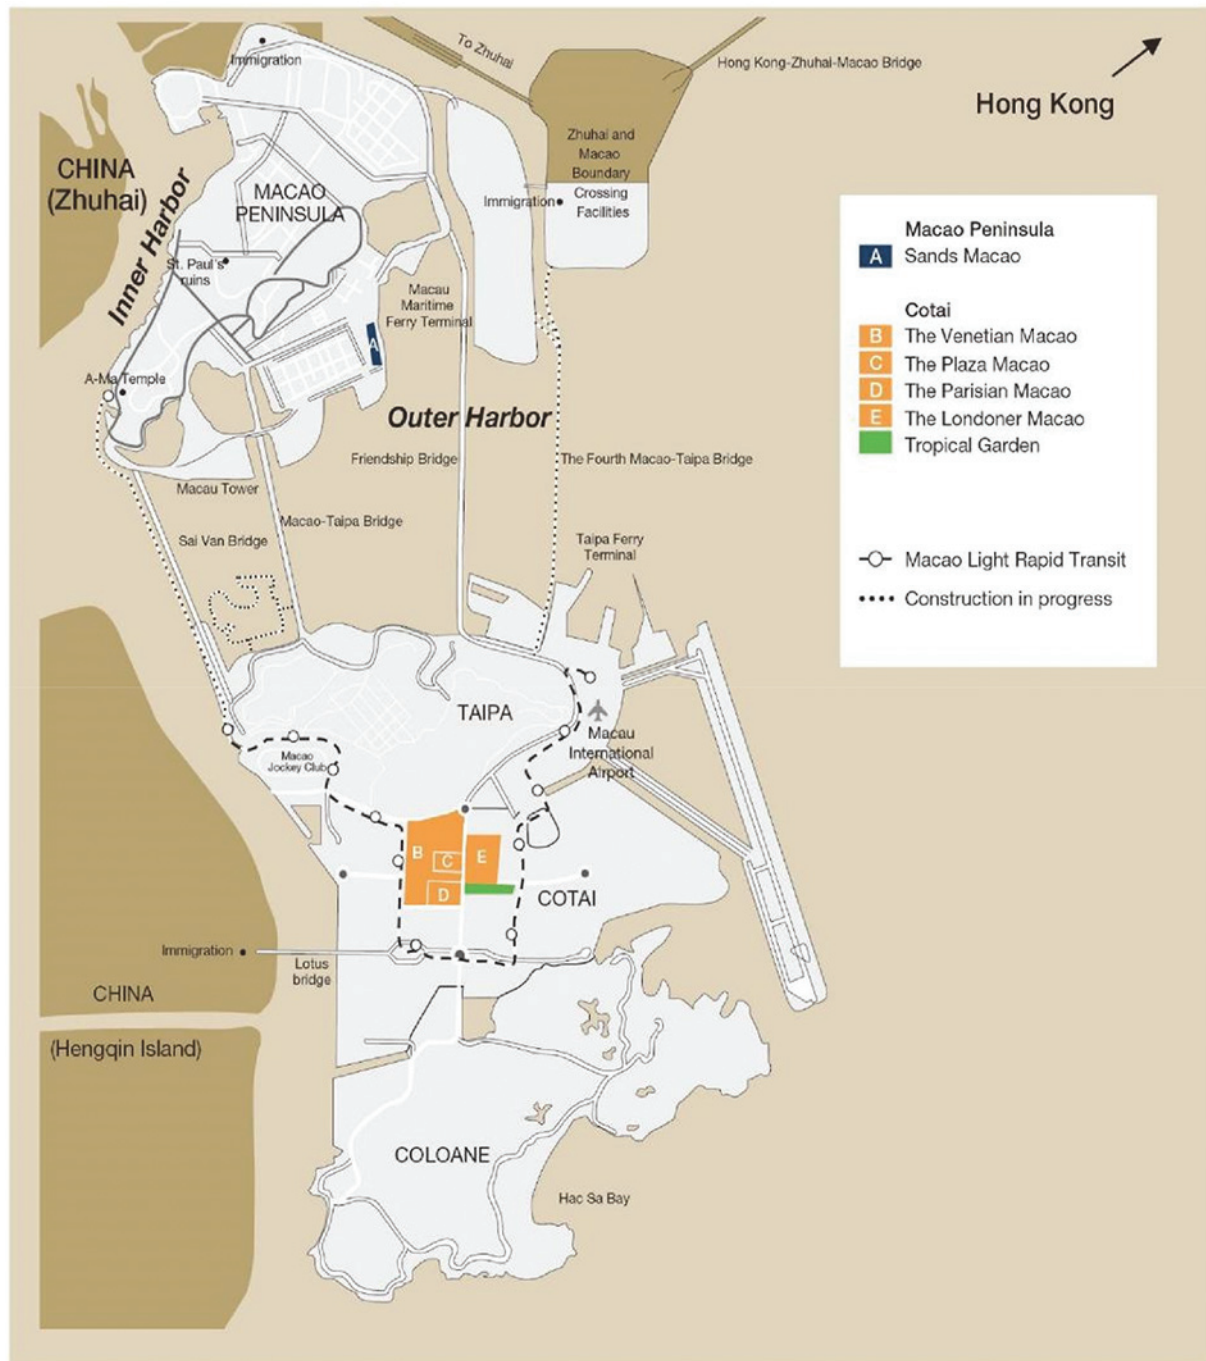 To Zhuhai
Hong Kong-Zhuhai-Macao Bridge
Immigration
Hong Kong
Zhuhai and
Macao
Boundary
Crossing
Facilities
Immigration
CHINA
(Zhuhai)
Inner Harbor
MACAO
PENINSULA
St. Paul's
ruins
Macau
Maritime
Ferry Terminal
A
A-Ma Temple
Outer Harbor
Friendship Bridge
The Fourth Macao-Taipa Bridge
Macau Tower
Macao-Taipa Bridge
Sai Van Bridge
Taipa Ferry
Terminal
Macao Peninsula
A Sands Macao
Cotai
B The Venetian Macao
C The Plaza Macao
D The Parisian Macao
E The Londoner Macao
Tropical Garden
Macao Light Rapid Transit
Construction in progress
TAIPA
Macau
International
Airport
Macao
Jockey Club
B
C
E
D
COTAI
Immigration
Lotus
bridge
CHINA
(Hengqin Island)
COLOANE
Hac Sa Bay